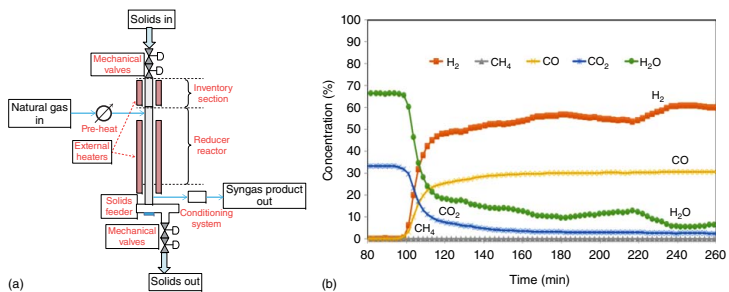 Solids in
Mechanical
valves
Inventory
section
Natural gas
in
Pre-heat
External
heaters
Reducer
reactor
Solids
feeder
Syngas product
out
Conditioning
system
Mechanical
valves
Solids out
(a)
100
90
80
70
60
50
40
30
20
10
0
Concentration (%)
H₂ CH₄ CO CO₂ H₂O
H₂
CO
CO₂
H₂O
CH₄
80 100 120 140 160 180 200 220 240 260
Time (min)
(b)